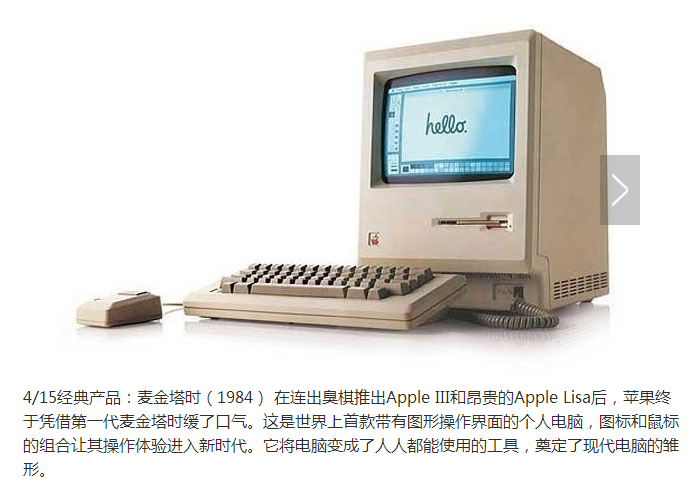 hello.
4/15经典产品：麦金塔时（1984 ）在连出臭棋推出Apple III和昂贵的Apple Lisa后，苹果终
于凭借第一代麦金塔时缓了口气。这是世界上首款带有图形操作界面的个人电脑，图标和鼠标
的组合让其操作体验进入新时代。它将电脑变成了人人都能使用的工具，奠定了现代电脑的雏
形。